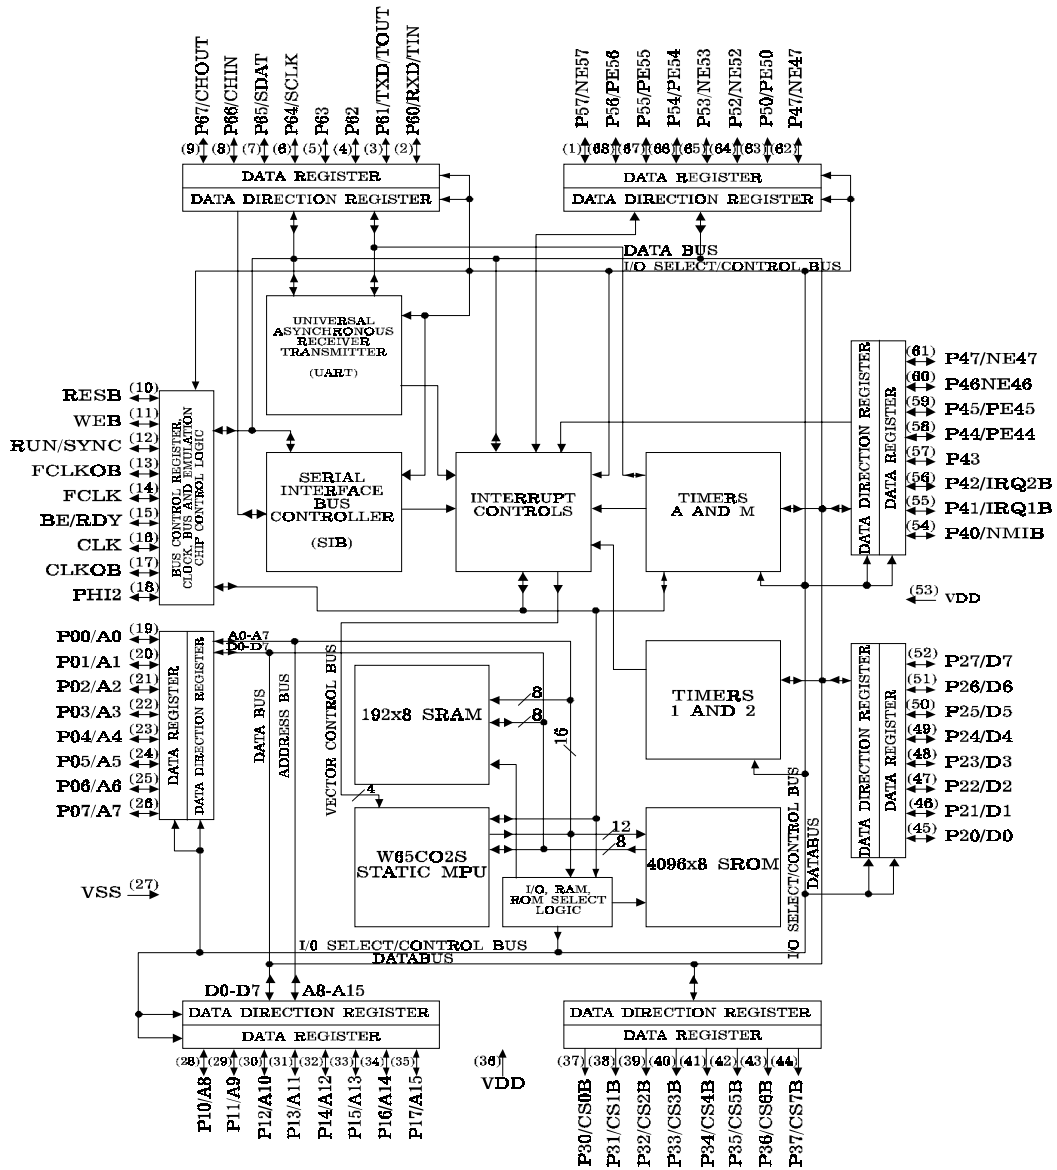 P67/CHOUT
P66/CHIN
P65/SDAT
P64/SCLK
P63
P62
P61/TXD/TOUT
P60/RXD/TIN
(9)
(8)
(7)
(6)
(5)
(4)
(3)
(2)
DATA REGISTER
DATA DIRECTION REGISTER
P57/NE57
P56/PE56
P55/PE55
P54/PE54
P53/NE53
P52/NE52
P50/PE50
P47/NE47
(1)
(68)
(67)
(66)
(65)
(64)
(63)
(62)
DATA REGISTER
DATA DIRECTION REGISTER
DATA BUS
I/O SELECT/CONTROL BUS
UNIVERSAL
ASYNCHRONOUS
RECEIVER
TRANSMITTER
(UART)
RESB (10)
WEB (11)
RUN/SYNC (12)
FCLKOB (13)
FCLK (14)
BE/RDY (15)
CLK (16)
CLKOB (17)
PHI2 (18)
BUS CONTROL REGISTER,
CLOCK, BUS AND EMULATION
CHIP CONTROL LOGIC
SERIAL
INTERFACE
BUS
CONTROLLER
(SIB)
INTERRUPT
CONTROLS
TIMERS
A AND M
DATA DIRECTION REGISTER
DATA REGISTER
(61) P47/NE47
(60) P46NE46
(59) P45/PE45
(58) P44/PE44
(57) P43
(56) P42/IRQ2B
(55) P41/IRQ1B
(54) P40/NMIB
(53) VDD
P00/A0 (19)
P01/A1 (20)
P02/A2 (21)
P03/A3 (22)
P04/A4 (23)
P05/A5 (24)
P06/A6 (25)
P07/A7 (26)
VSS (27)
DATA REGISTER
DATA DIRECTION REGISTER
A0-A7
D0-D7
DATA BUS
ADDRESS BUS
VECTOR CONTROL BUS
192x8 SRAM
8
8
16
4
TIMERS
1 AND 2
W65CO2S
STATIC MPU
12
8
4096x8 SROM
I/O, RAM,
ROM SELECT
LOGIC
I/O SELECT/CONTROL BUS
DATABUS
DATA DIRECTION REGISTER
DATA REGISTER
(52) P27/D7
(51) P26/D6
(50) P25/D5
(49) P24/D4
(48) P23/D3
(47) P22/D2
(46) P21/D1
(45) P20/D0
I/0 SELECT/CONTROL BUS
DATABUS
D0-D7
A8-A15
DATA DIRECTION REGISTER
DATA REGISTER
(28)
(29)
(30)
(31)
(32)
(33)
(34)
(35)
P10/A8
P11/A9
P12/A10
P13/A11
P14/A12
P15/A13
P16/A14
P17/A15
(36)
VDD
DATA DIRECTION REGISTER
DATA REGISTER
(37)
(38)
(39)
(40)
(41)
(42)
(43)
(44)
P30/CS0B
P31/CS1B
P32/CS2B
P33/CS3B
P34/CS4B
P35/CS5B
P36/CS6B
P37/CS7B